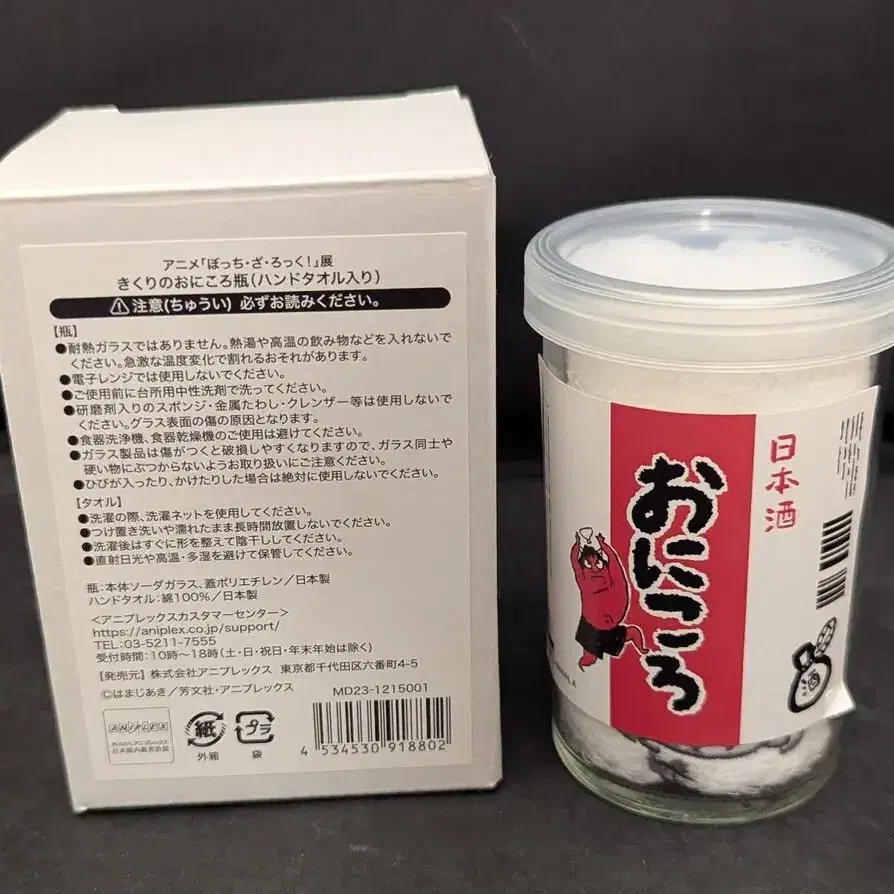 アニメ「ぼっち・ざ・ろっく!」展
きくりのおにころ瓶(ハンドタオル入り)
⚠注意(ちゅうい) 必ずお読みください。
【瓶】
●耐熱ガラスではありません。熱湯や高温の飲み物などを入れないで
ください。急激な温度変化で割れるおそれがあります。
●電子レンジでは使用しないでください。
●ご使用前に台所用中性洗剤で洗ってください。
●研磨剤入りのスポンジ・金属たわし・クレンザー等は使用しないで
ください。グラス表面の傷の原因となります。
●食器洗浄機、食器乾燥機のご使用は避けてください。
●ガラス製品は傷がつくと破損しやすくなりますので、ガラス同士や
硬い物にぶつからないようお取り扱いにご注意ください。
●ひびが入ったり、かけたりした場合は絶対に使用しないでください。
【タオル】
●洗濯の際、洗濯ネットを使用してください。
●つけ置き洗いや濡れたまま長時間放置しないでください。
●洗濯後はすぐに形を整えて陰干ししてください。
●直射日光や高温・多湿を避けて保管してください。
瓶:本体ソーダガラス、蓋ポリエチレン/日本製
ハンドタオル:綿100%/日本製
<アニプレックスカスタマーセンター>
https://aniplex.co.jp/support/
TEL:03-5211-7555
受付時間:10時~18時(土・日・祝日・年末年始は除く)
【発売元】株式会社アニプレックス 東京都千代田区六番町4-5
©はまじあき/芳文社・アニプレックス
MD23-1215001
ANIPLEX
株式会社アニプレックス
日本国内販売許諾
紙
外箱
プラ
袋
4 534530 918802
日本酒
おにころ
酒